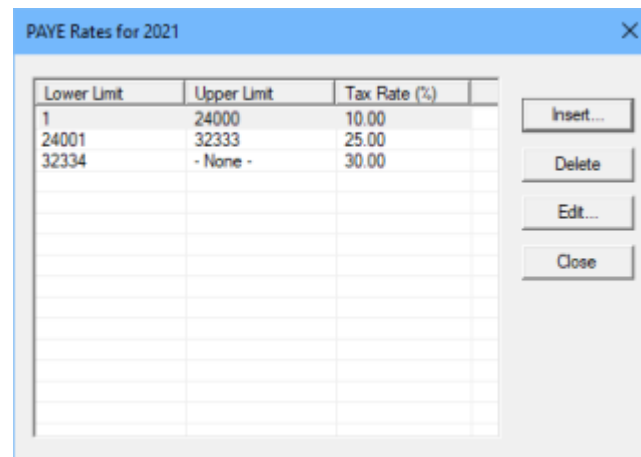 PAYE Rates for 2021
Lower Limit Upper Limit Tax Rate (%)
1 24000 10.00
24001 32333 25.00
32334 - None - 30.00
Insert...
Delete
Edit...
Close